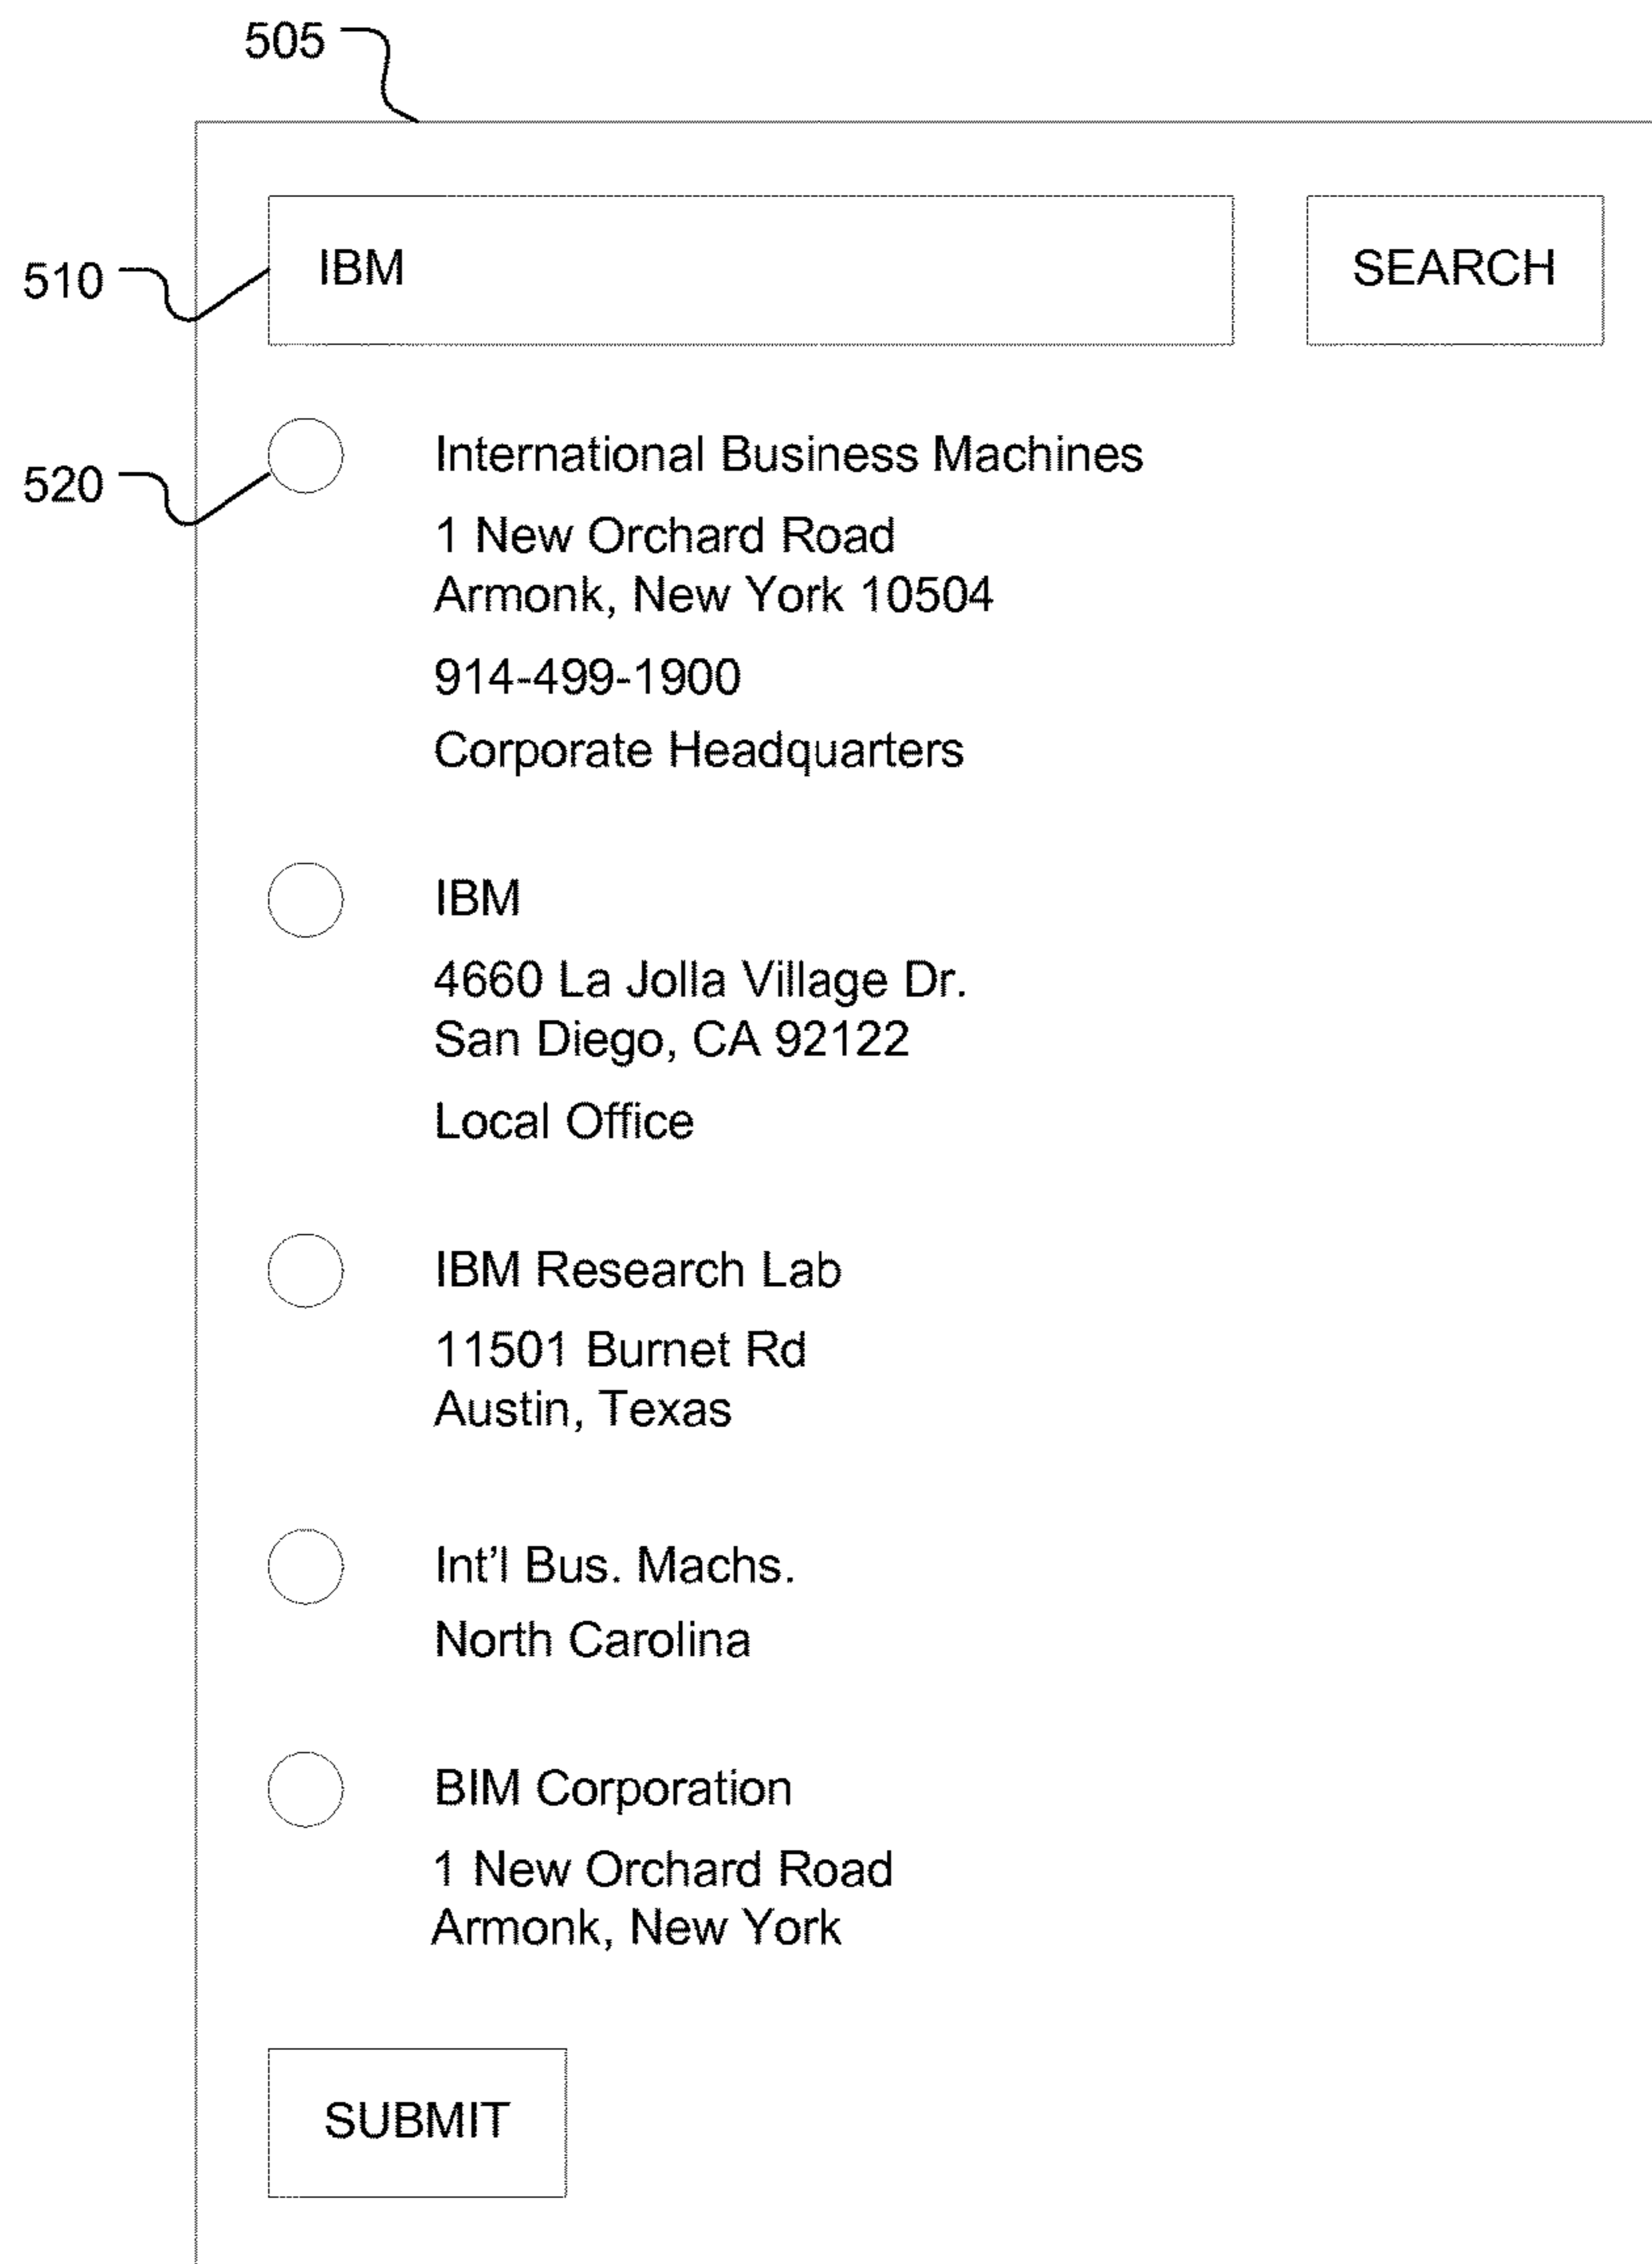 505
510
IBM
SEARCH
520
International Business Machines
1 New Orchard Road
Armonk, New York 10504
914-499-1900
Corporate Headquarters
IBM
4660 La Jolla Village Dr.
San Diego, CA 92122
Local Office
IBM Research Lab
11501 Burnet Rd
Austin, Texas
Int'l Bus. Machs.
North Carolina
BIM Corporation
1 New Orchard Road
Armonk, New York
SUBMIT